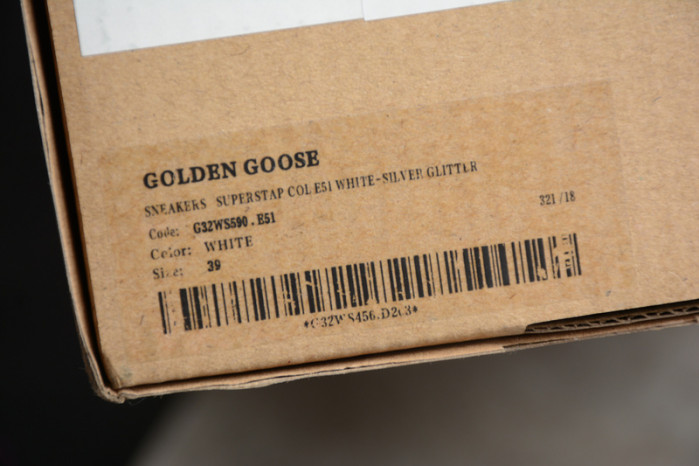 GOLDEN GOOSE
SNEAKERS SUPERSTAP COL E51 WHITE-SILVER GLITTER
Code: G32WS590.E51
321/18
Color: WHITE
Size: 39
*G32WS456.D2C3*